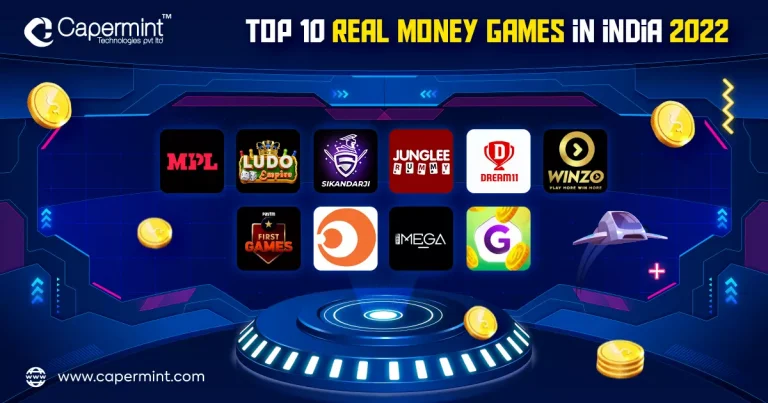 Capermint™
Technologies pvt ltd
TOP 10 REAL MONEY GAMES iN iNDiA 2022
MPL
LUDO
Empire
SIKANDARJI
JUNGLEE
RUMMY
DREAM11
WINZO
PLAY MORE WIN MORE
PAYTM
FIRST
GAMES
MEGA
G
www.capermint.com